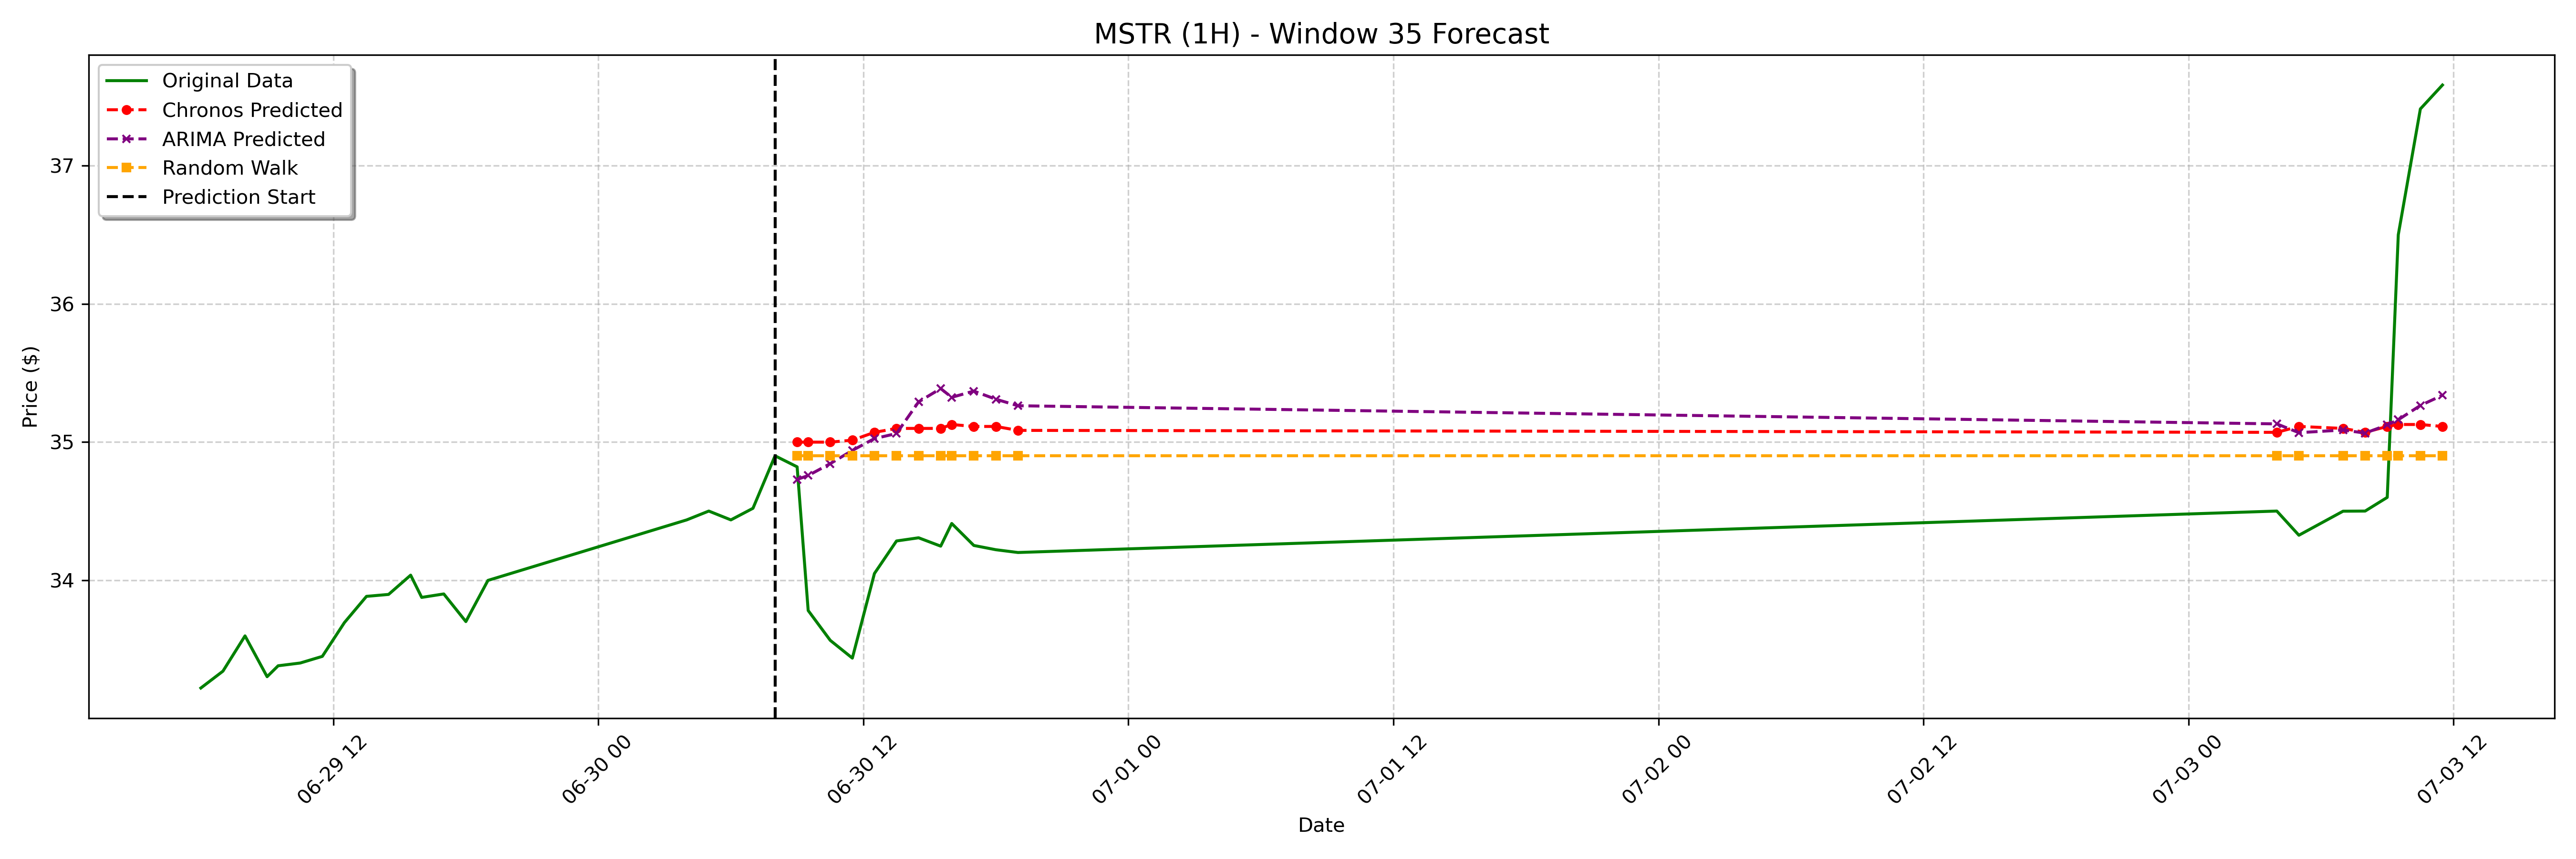 MSTR (1H) - Window 35 Forecast
Original Data
Chronos Predicted
ARIMA Predicted
Random Walk
Prediction Start
Price ($)
37
36
35
34
06-29 12
06-30 00
06-30 12
07-01 00
07-01 12
07-02 00
07-02 12
07-03 00
07-03 12
Date